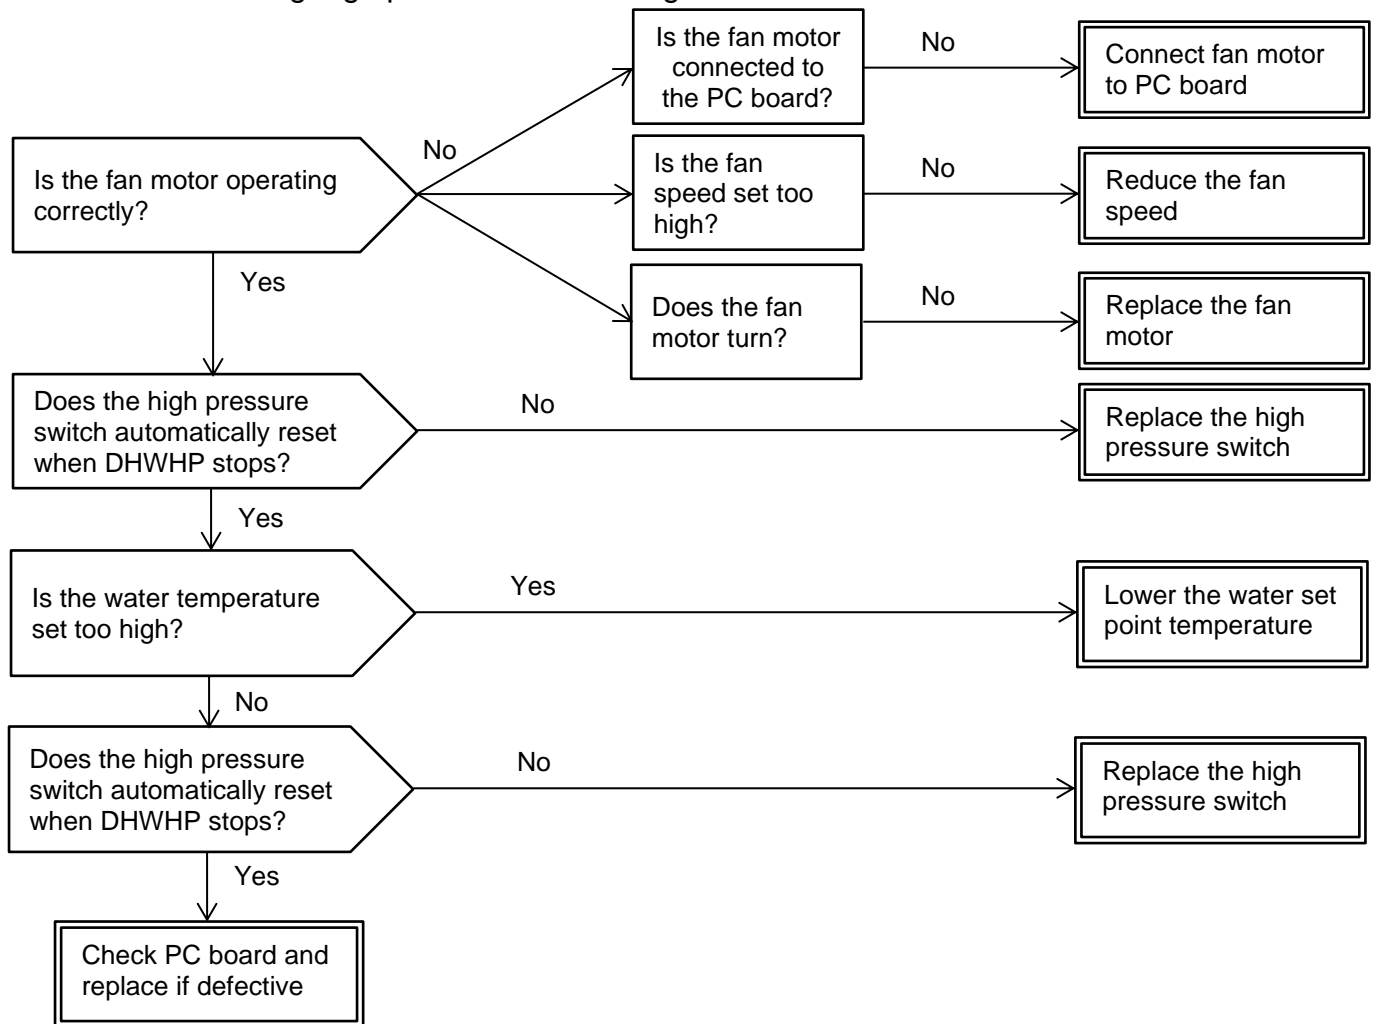 Is the fan motor
connected to
the PC board?
No
Connect fan motor
to PC board
Is the fan motor operating
correctly?
No
Is the fan
speed set too
high?
No
Reduce the fan
speed
Yes
Does the fan
motor turn?
No
Replace the fan
motor
Does the high pressure
switch automatically reset
when DHWHP stops?
No
Replace the high
pressure switch
Yes
Is the water temperature
set too high?
Yes
Lower the water set
point temperature
No
Does the high pressure
switch automatically reset
when DHWHP stops?
No
Replace the high
pressure switch
Yes
Check PC board and
replace if defective